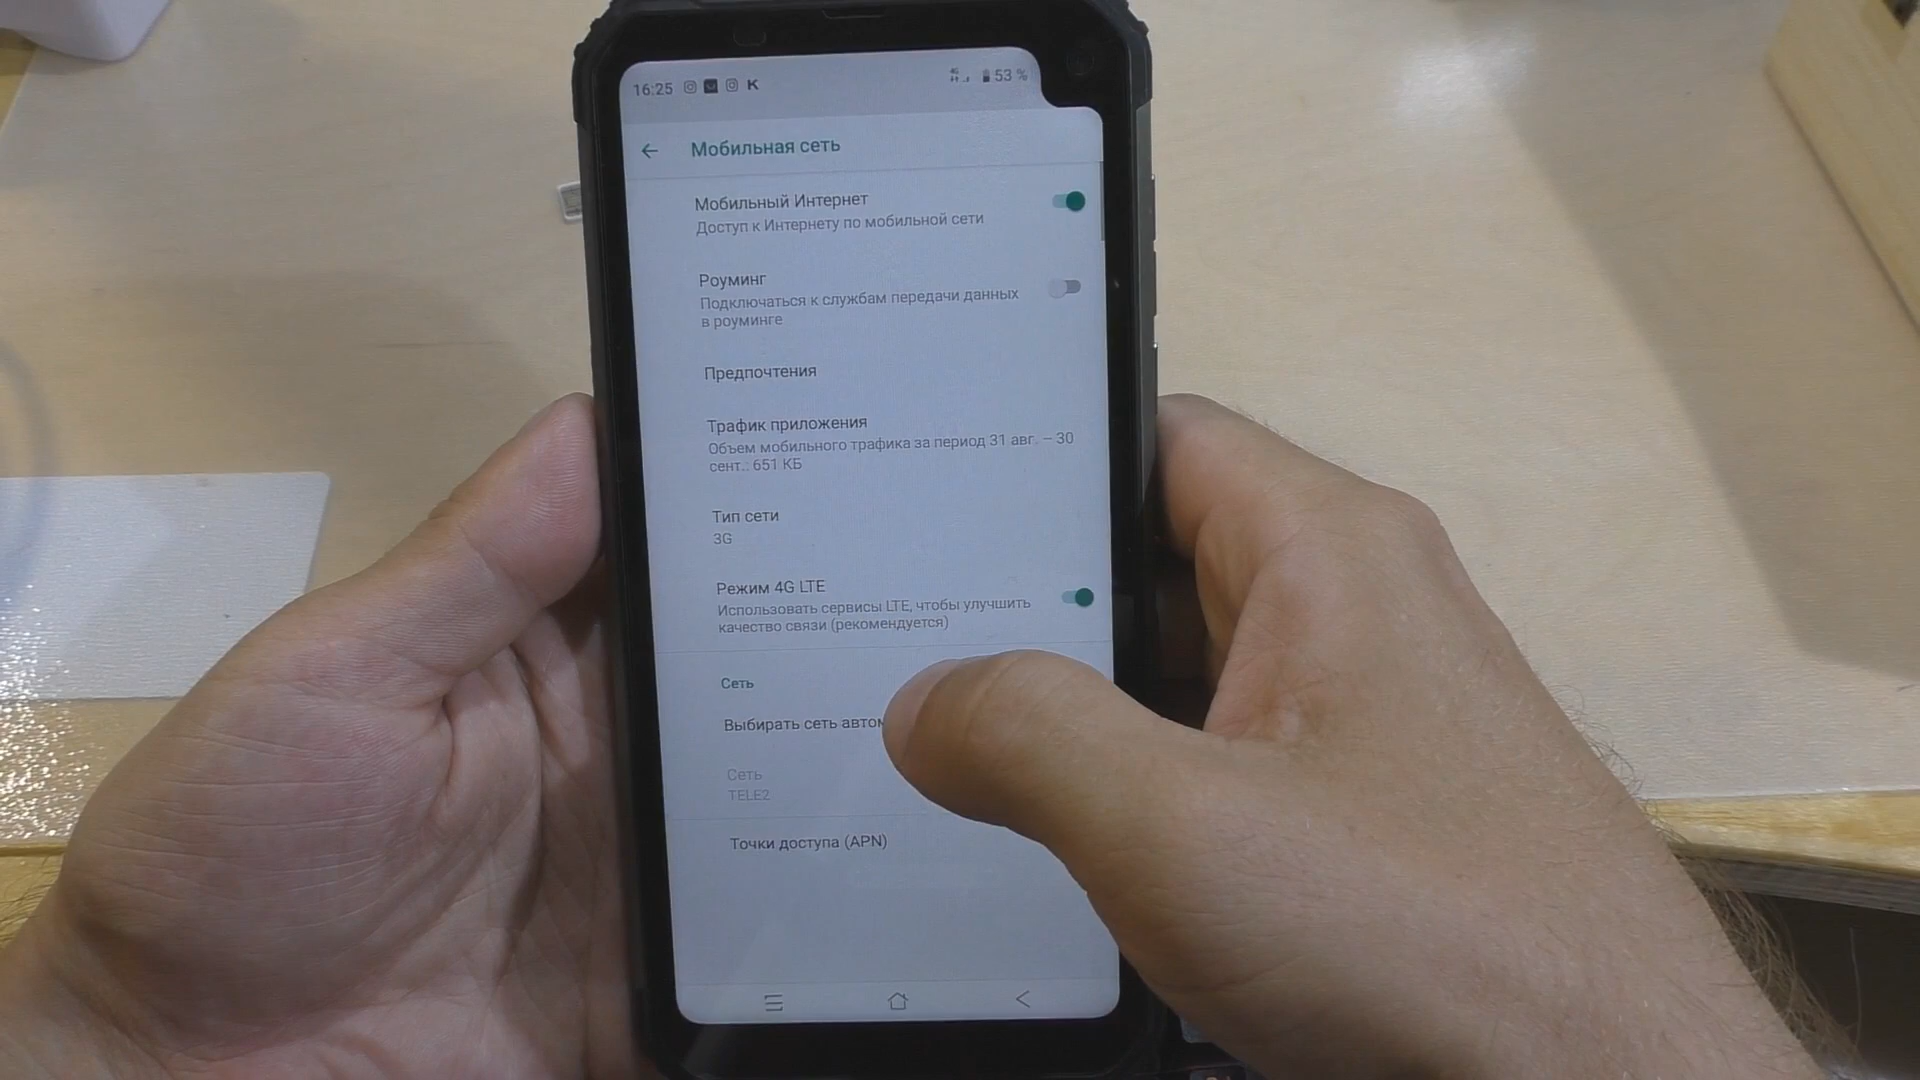 16:25 K 4G 53 %
Мобильная сеть
Мобильный Интернет
Доступ к Интернету по мобильной сети
Роуминг
Подключаться к службам передачи данных
в роуминге
Предпочтения
Трафик приложения
Объем мобильного трафика за период 31 авг. – 30
сент.: 651 КБ
Тип сети
3G
Режим 4G LTE
Использовать сервисы LTE, чтобы улучшить
качество связи (рекомендуется)
Сеть
Выбирать сеть автом
Сеть
TELE2
Точки доступа (APN)